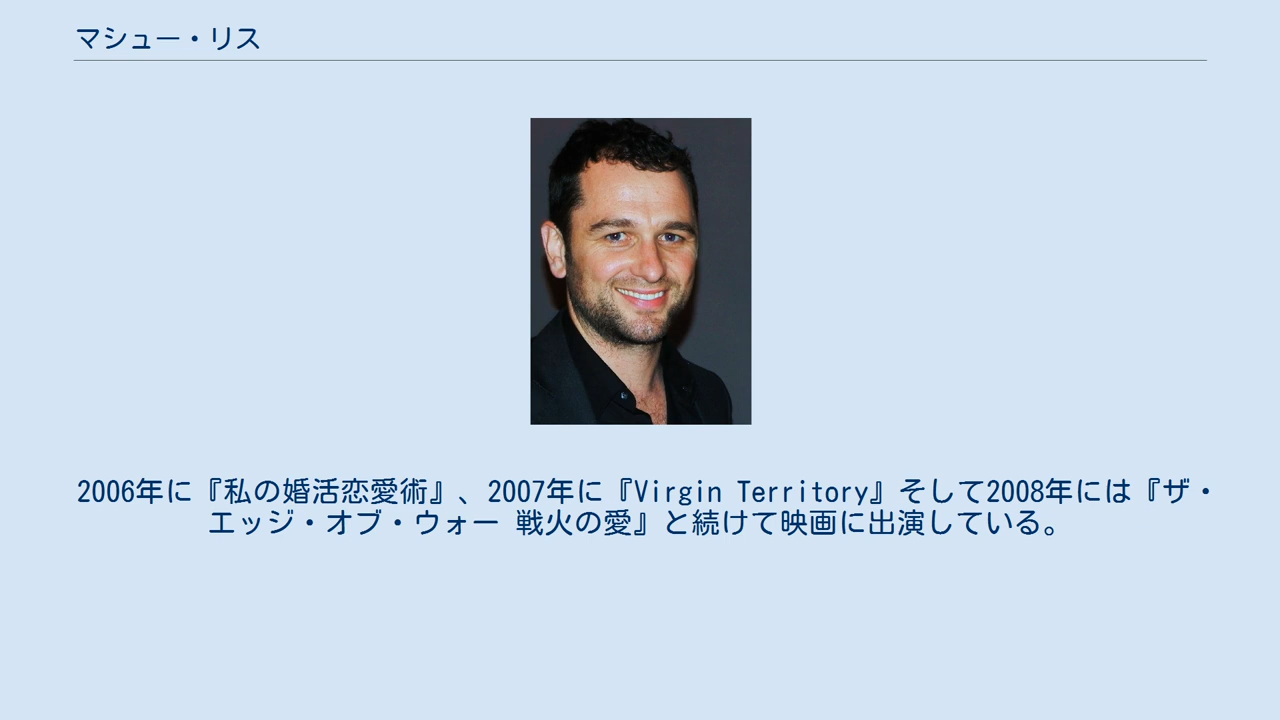 マシュー・リス
2006年に『私の婚活恋愛術』、2007年に『Virgin Territory』そして2008年には『ザ・
エッジ・オブ・ウォー 戦火の愛』と続けて映画に出演している。